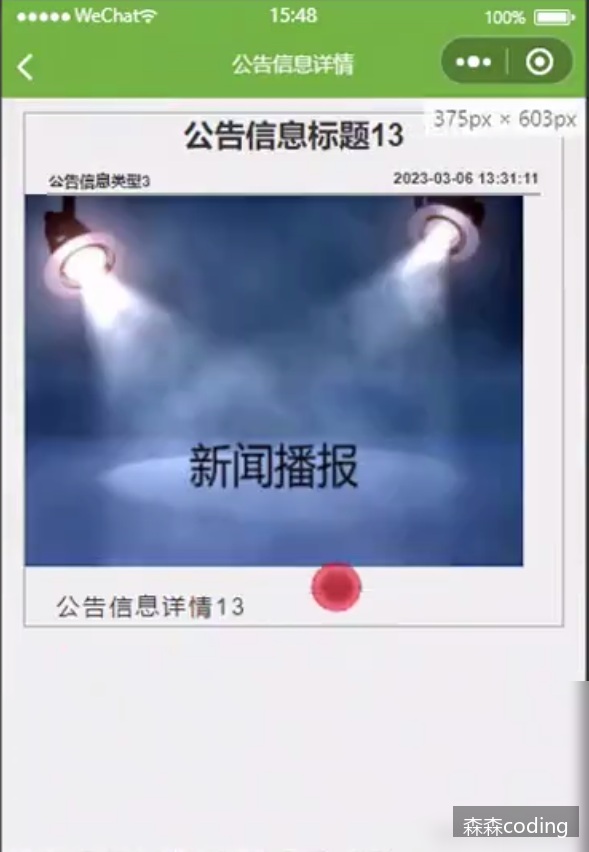 WeChat 15:48 100%
公告信息详情
375px × 603px
公告信息标题13
公告信息类型3 2023-03-06 13:31:11
新闻播报
公告信息详情13
森森coding